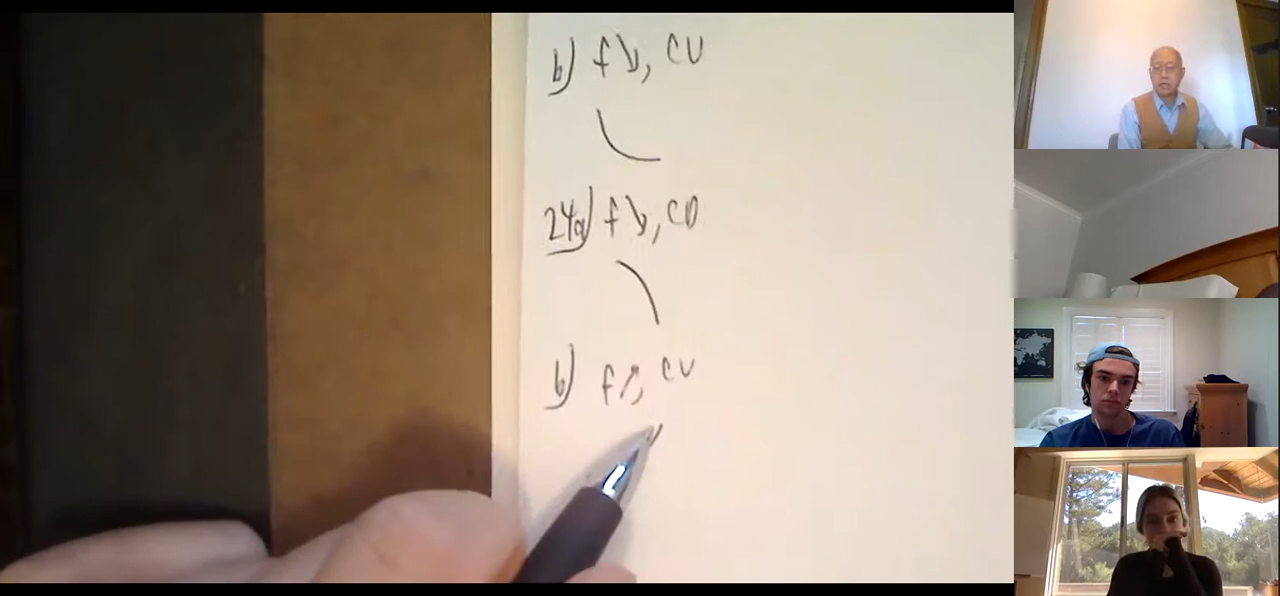 b) f ↘, CU
24a) f ↘, CD
b) f ↗, CU